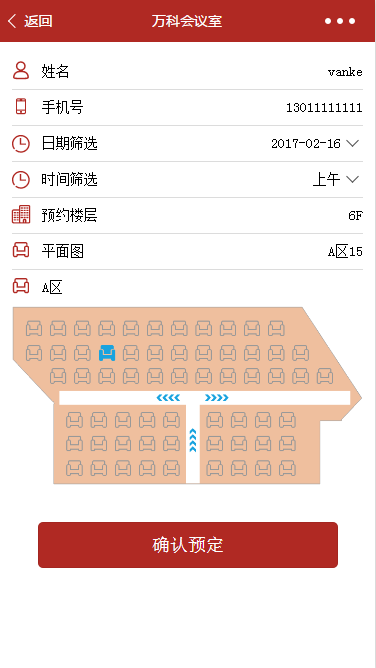 返回 万科会议室
姓名 vanke
手机号 13011111111
日期筛选 2017-02-16
时间筛选 上午
预约楼层 6F
平面图 A区15
A区
确认预定